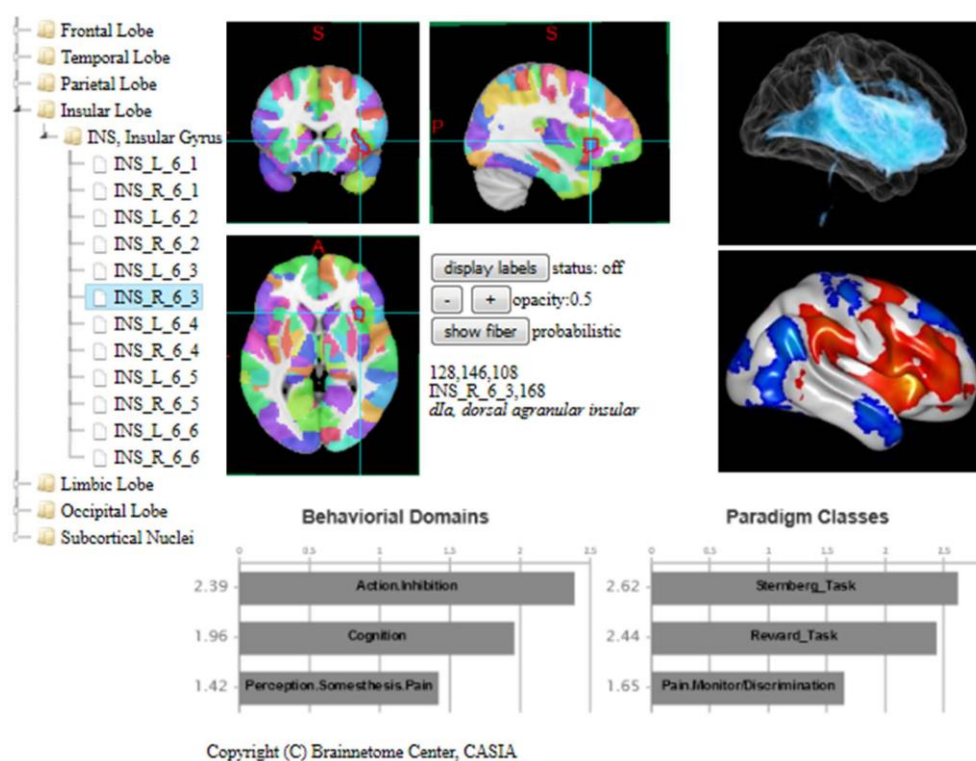 Frontal Lobe
Temporal Lobe
Parietal Lobe
Insular Lobe
INS, Insular Gyrus
INS_L_6_1
INS_R_6_1
INS_L_6_2
INS_R_6_2
INS_L_6_3
INS_R_6_3
INS_L_6_4
INS_R_6_4
INS_L_6_5
INS_R_6_5
INS_L_6_6
INS_R_6_6
Limbic Lobe
Occipital Lobe
Subcortical Nuclei
S
S
P
A
display labels status: off
- + opacity:0.5
show fiber probabilistic
128,146,108
INS_R_6_3,168
dIa, dorsal agranular insular
Behaviorial Domains
0 0.5 1 1.5 2 2.5
2.39 Action.Inhibition
1.96 Cognition
1.42 Perception.Somesthesis.Pain
Paradigm Classes
0 0.5 1 1.5 2 2.5
2.62 Sternberg_Task
2.44 Reward_Task
1.65 Pain.Monitor/Discrimination
Copyright (C) Brainnetome Center, CASIA